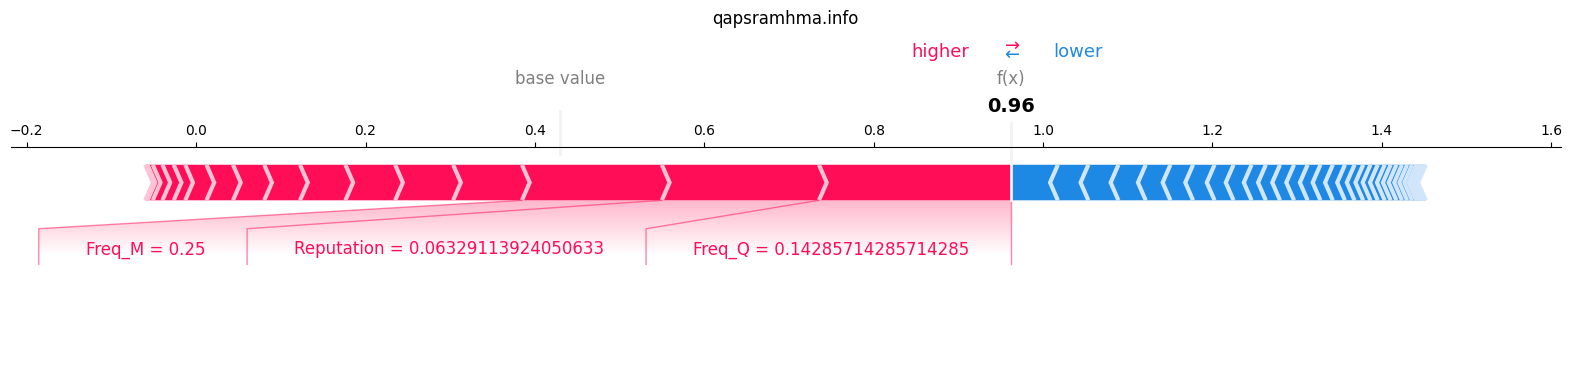 qapsramhma.info
higher ⇄ lower
base value f(x)
0.96
−0.2 0.0 0.2 0.4 0.6 0.8 1.0 1.2 1.4 1.6
Freq_M = 0.25 Reputation = 0.06329113924050633 Freq_Q = 0.14285714285714285